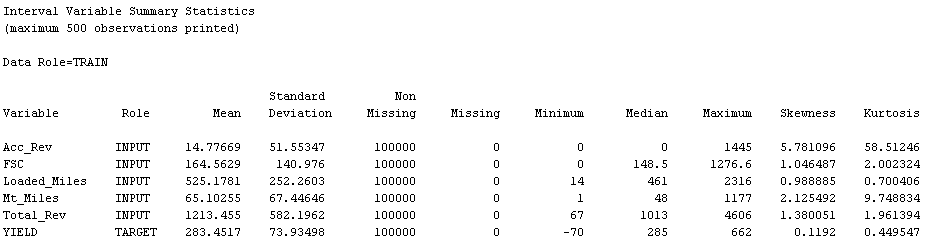 Interval Variable Summary Statistics
(maximum 500 observations printed)
Data Role=TRAIN
Standard Non
Variable Role Mean Deviation Missing Missing Minimum Median Maximum Skewness Kurtosis
Acc_Rev INPUT 14.77669 51.55347 100000 0 0 0 1445 5.781096 58.51246
FSC INPUT 164.5629 140.976 100000 0 0 148.5 1276.6 1.046487 2.002324
Loaded_Miles INPUT 525.1781 252.2603 100000 0 14 461 2316 0.988885 0.700406
Mt_Miles INPUT 65.10255 67.44646 100000 0 1 48 1177 2.125492 9.748834
Total_Rev INPUT 1213.455 582.1962 100000 0 67 1013 4606 1.380051 1.961394
YIELD TARGET 283.4517 73.93498 100000 0 -70 285 662 0.1192 0.449547